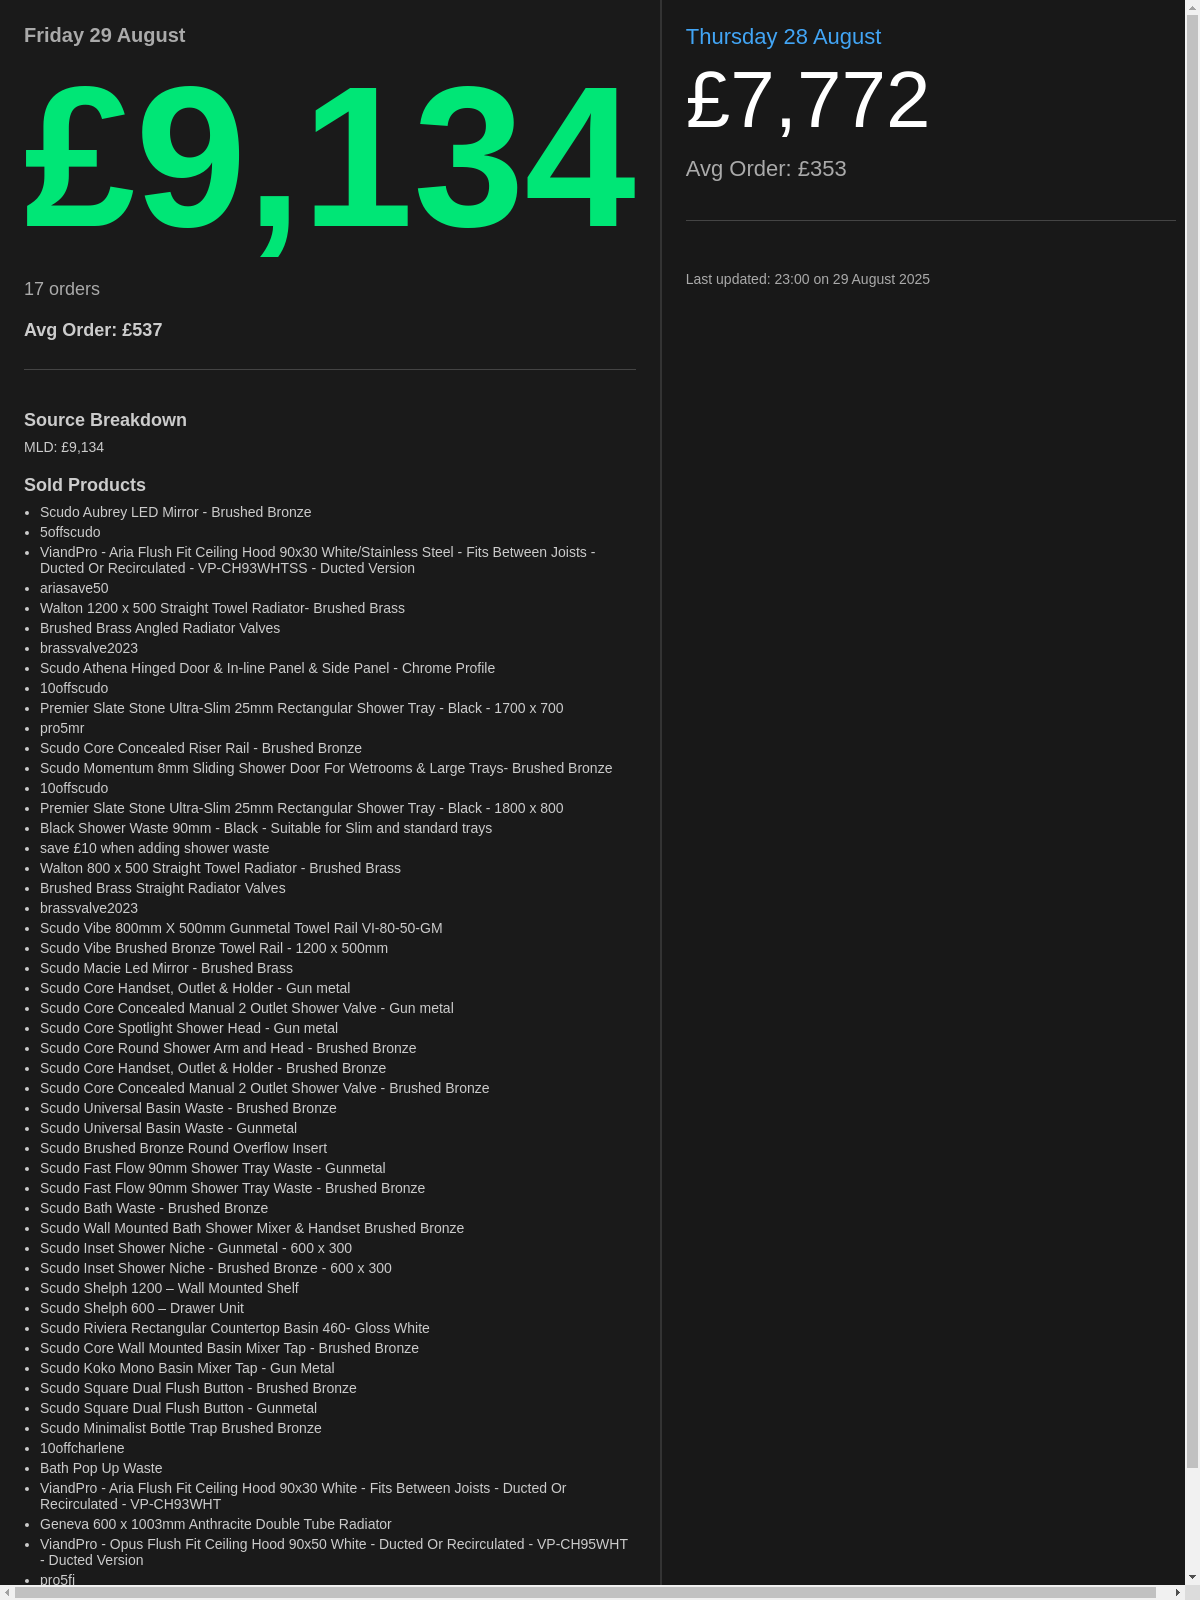 Friday 29 August
£9,134
17 orders
Avg Order: £537
Source Breakdown
MLD: £9,134
Sold Products
Scudo Aubrey LED Mirror - Brushed Bronze
5offscudo
ViandPro - Aria Flush Fit Ceiling Hood 90x30 White/Stainless Steel - Fits Between Joists -
Ducted Or Recirculated - VP-CH93WHTSS - Ducted Version
ariasave50
Walton 1200 x 500 Straight Towel Radiator- Brushed Brass
Brushed Brass Angled Radiator Valves
brassvalve2023
Scudo Athena Hinged Door & In-line Panel & Side Panel - Chrome Profile
10offscudo
Premier Slate Stone Ultra-Slim 25mm Rectangular Shower Tray - Black - 1700 x 700
pro5mr
Scudo Core Concealed Riser Rail - Brushed Bronze
Scudo Momentum 8mm Sliding Shower Door For Wetrooms & Large Trays- Brushed Bronze
10offscudo
Premier Slate Stone Ultra-Slim 25mm Rectangular Shower Tray - Black - 1800 x 800
Black Shower Waste 90mm - Black - Suitable for Slim and standard trays
save £10 when adding shower waste
Walton 800 x 500 Straight Towel Radiator - Brushed Brass
Brushed Brass Straight Radiator Valves
brassvalve2023
Scudo Vibe 800mm X 500mm Gunmetal Towel Rail VI-80-50-GM
Scudo Vibe Brushed Bronze Towel Rail - 1200 x 500mm
Scudo Macie Led Mirror - Brushed Brass
Scudo Core Handset, Outlet & Holder - Gun metal
Scudo Core Concealed Manual 2 Outlet Shower Valve - Gun metal
Scudo Core Spotlight Shower Head - Gun metal
Scudo Core Round Shower Arm and Head - Brushed Bronze
Scudo Core Handset, Outlet & Holder - Brushed Bronze
Scudo Core Concealed Manual 2 Outlet Shower Valve - Brushed Bronze
Scudo Universal Basin Waste - Brushed Bronze
Scudo Universal Basin Waste - Gunmetal
Scudo Brushed Bronze Round Overflow Insert
Scudo Fast Flow 90mm Shower Tray Waste - Gunmetal
Scudo Fast Flow 90mm Shower Tray Waste - Brushed Bronze
Scudo Bath Waste - Brushed Bronze
Scudo Wall Mounted Bath Shower Mixer & Handset Brushed Bronze
Scudo Inset Shower Niche - Gunmetal - 600 x 300
Scudo Inset Shower Niche - Brushed Bronze - 600 x 300
Scudo Shelph 1200 – Wall Mounted Shelf
Scudo Shelph 600 – Drawer Unit
Scudo Riviera Rectangular Countertop Basin 460- Gloss White
Scudo Core Wall Mounted Basin Mixer Tap - Brushed Bronze
Scudo Koko Mono Basin Mixer Tap - Gun Metal
Scudo Square Dual Flush Button - Brushed Bronze
Scudo Square Dual Flush Button - Gunmetal
Scudo Minimalist Bottle Trap Brushed Bronze
10offcharlene
Bath Pop Up Waste
ViandPro - Aria Flush Fit Ceiling Hood 90x30 White - Fits Between Joists - Ducted Or
Recirculated - VP-CH93WHT
Geneva 600 x 1003mm Anthracite Double Tube Radiator
ViandPro - Opus Flush Fit Ceiling Hood 90x50 White - Ducted Or Recirculated - VP-CH95WHT
- Ducted Version
pro5fi
Thursday 28 August
£7,772
Avg Order: £353
Last updated: 23:00 on 29 August 2025